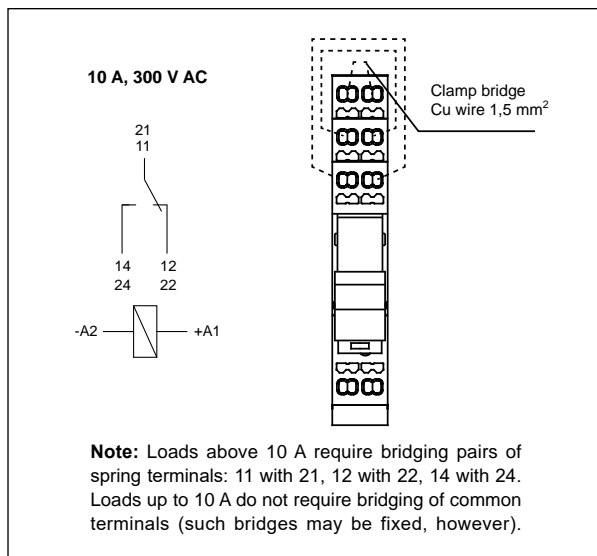 10 A, 300 V AC
Clamp bridge
Cu wire 1,5 mm²
21
11
14 12
24 22
-A2 +A1
Note: Loads above 10 A require bridging pairs of
spring terminals: 11 with 21, 12 with 22, 14 with 24.
Loads up to 10 A do not require bridging of common
terminals (such bridges may be fixed, however).